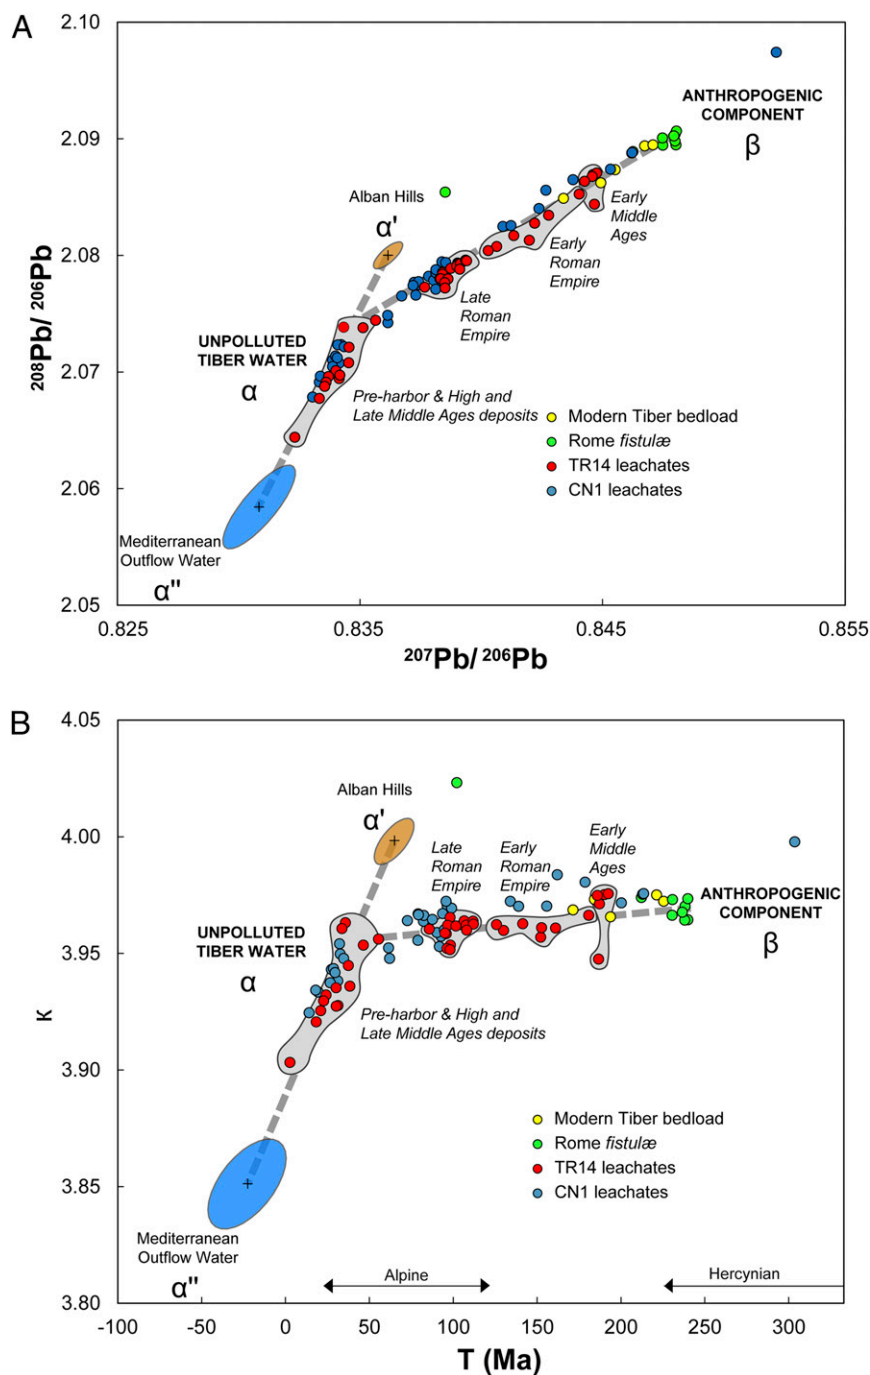 A
2.10
2.09
2.08
2.07
2.06
2.05
²⁰⁸Pb/ ²⁰⁶Pb
ANTHROPOGENIC
COMPONENT
β
Alban Hills
α'
Early
Middle
Ages
Early
Roman
Empire
Late
Roman
Empire
UNPOLLUTED
TIBER WATER
α
Pre-harbor & High and
Late Middle Ages deposits
Modern Tiber bedload
Rome fistulæ
TR14 leachates
CN1 leachates
Mediterranean
Outflow Water
α"
0.825 0.835 0.845 0.855
²⁰⁷Pb/ ²⁰⁶Pb
B
4.05
4.00
3.95
3.90
3.85
3.80
κ
Alban Hills
α'
Late
Roman
Empire
Early
Roman
Empire
Early
Middle
Ages
ANTHROPOGENIC
COMPONENT
β
UNPOLLUTED
TIBER WATER
α
Pre-harbor & High and
Late Middle Ages deposits
Modern Tiber bedload
Rome fistulæ
TR14 leachates
CN1 leachates
Mediterranean
Outflow Water
α"
Alpine
Hercynian
-100 -50 0 50 100 150 200 250 300
T (Ma)